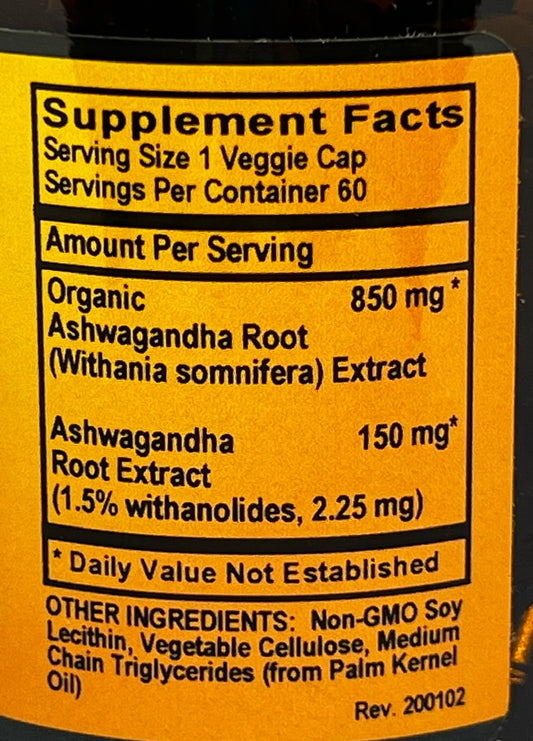 Supplement Facts
Serving Size 1 Veggie Cap
Servings Per Container 60
Amount Per Serving
Organic 850 mg*
Ashwagandha Root
(Withania somnifera) Extract
Ashwagandha 150 mg*
Root Extract
(1.5% withanolides, 2.25 mg)
* Daily Value Not Established
OTHER INGREDIENTS: Non-GMO Soy
Lecithin, Vegetable Cellulose, Medium
Chain Triglycerides (from Palm Kernel
Oil)
Rev. 200102